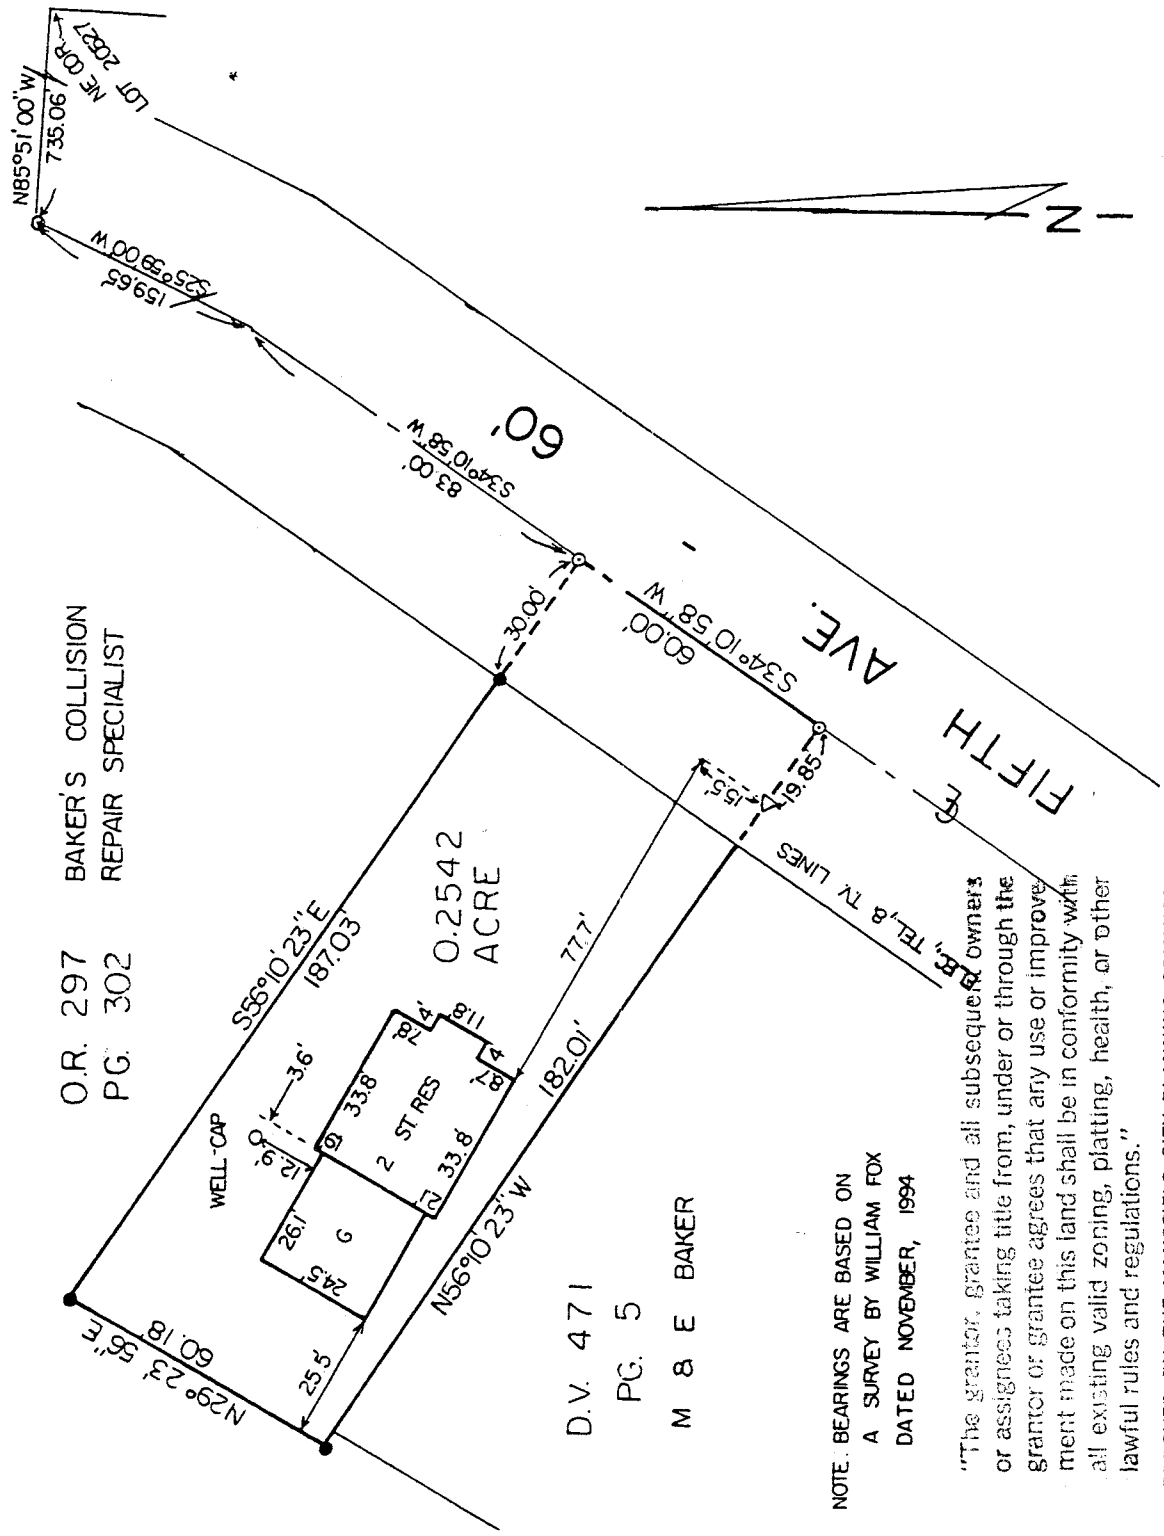 N85°51'00"W
735.06'
NE COR.
LOT 20527
S25°59'00"W
159.65'
S34°10'58"W
83.00'
60'
30.00'
S34°10'58"W
60.00'
19.85'
15.5'
FIFTH AVE.
ELEC., TEL., & T.V. LINES
O.R. 297
PG. 302
BAKER'S COLLISION
REPAIR SPECIALIST
S56°10'23"E
187.03'
0.2542
ACRE
WELL-CAP
3.6'
12.9'
33.8
7.8'
4'
11.8'
4'
8.7'
2 ST. RES
33.8'
26.1'
G
24.5'
25.5'
77.7'
182.01'
N56°10'23"W
N29°23'56"E
60.18'
D.V. 471
PG. 5
M & E BAKER
NOTE: BEARINGS ARE BASED ON
A SURVEY BY WILLIAM FOX
DATED NOVEMBER, 1994
N
"The grantor, grantee and all subsequent owners
or assignees taking title from, under or through the
grantor or grantee agrees that any use or improve
ment made on this land shall be in conformity with
all existing valid zoning, platting, health, or other
lawful rules and regulations."